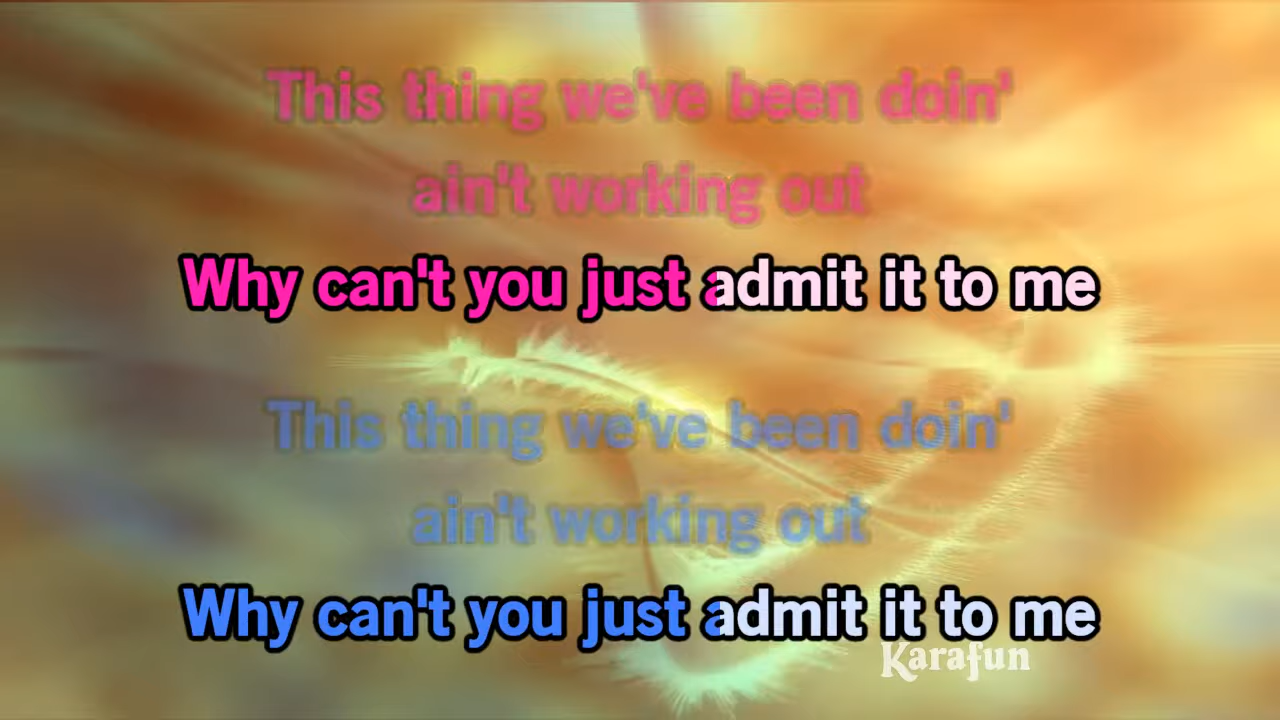 This thing we've been doin'
ain't working out
Why can't you just admit it to me
This thing we've been doin'
ain't working out
Why can't you just admit it to me
Karafun